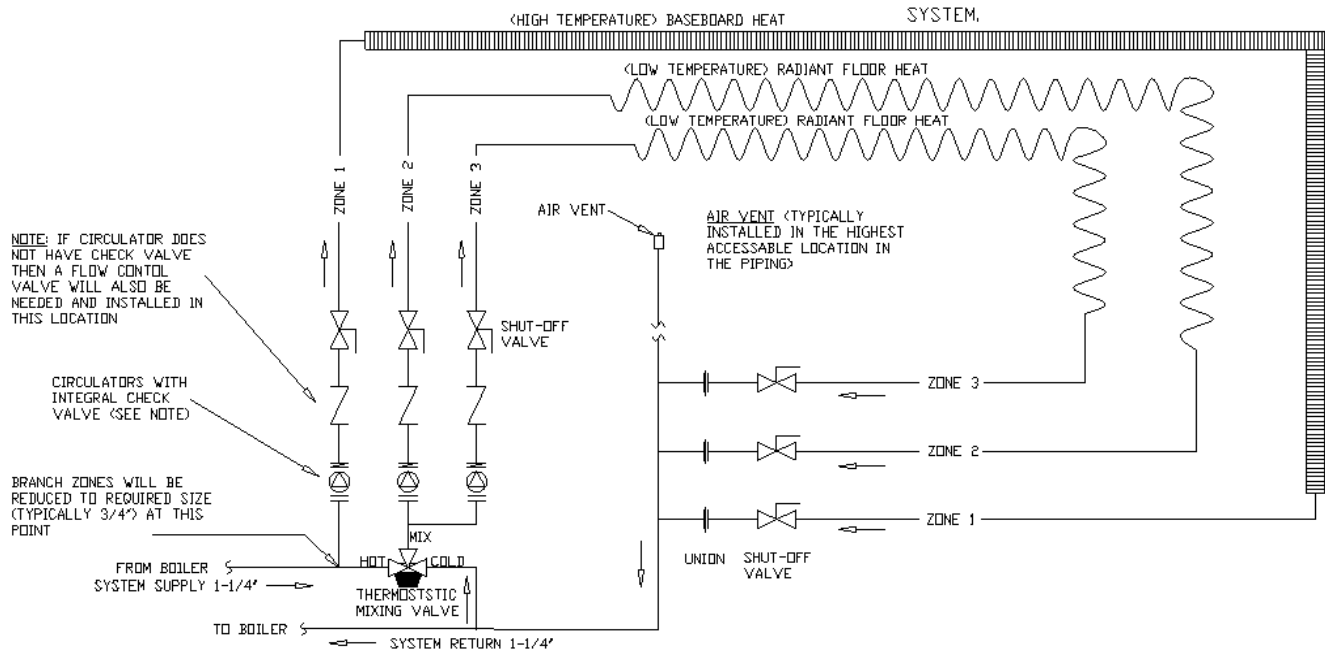 SYSTEM.
(HIGH TEMPERATURE) BASEBOARD HEAT
(LOW TEMPERATURE) RADIANT FLOOR HEAT
(LOW TEMPERATURE) RADIANT FLOOR HEAT
ZONE 1
ZONE 2
ZONE 3
AIR VENT
AIR VENT (TYPICALLY
INSTALLED IN THE HIGHEST
ACCESSABLE LOCATION IN
THE PIPING)
NOTE: IF CIRCULATOR DOES
NOT HAVE CHECK VALVE
THEN A FLOW CONTOL
VALVE WILL ALSO BE
NEEDED AND INSTALLED IN
THIS LOCATION
SHUT-OFF
VALVE
CIRCULATORS WITH
INTEGRAL CHECK
VALVE (SEE NOTE)
ZONE 3
ZONE 2
ZONE 1
BRANCH ZONES WILL BE
REDUCED TO REQUIRED SIZE
(TYPICALLY 3/4") AT THIS
POINT
MIX
HOT
COLD
UNION
SHUT-OFF
VALVE
FROM BOILER
SYSTEM SUPPLY 1-1/4"
THERMOSTSTIC
MIXING VALVE
TO BOILER
SYSTEM RETURN 1-1/4"